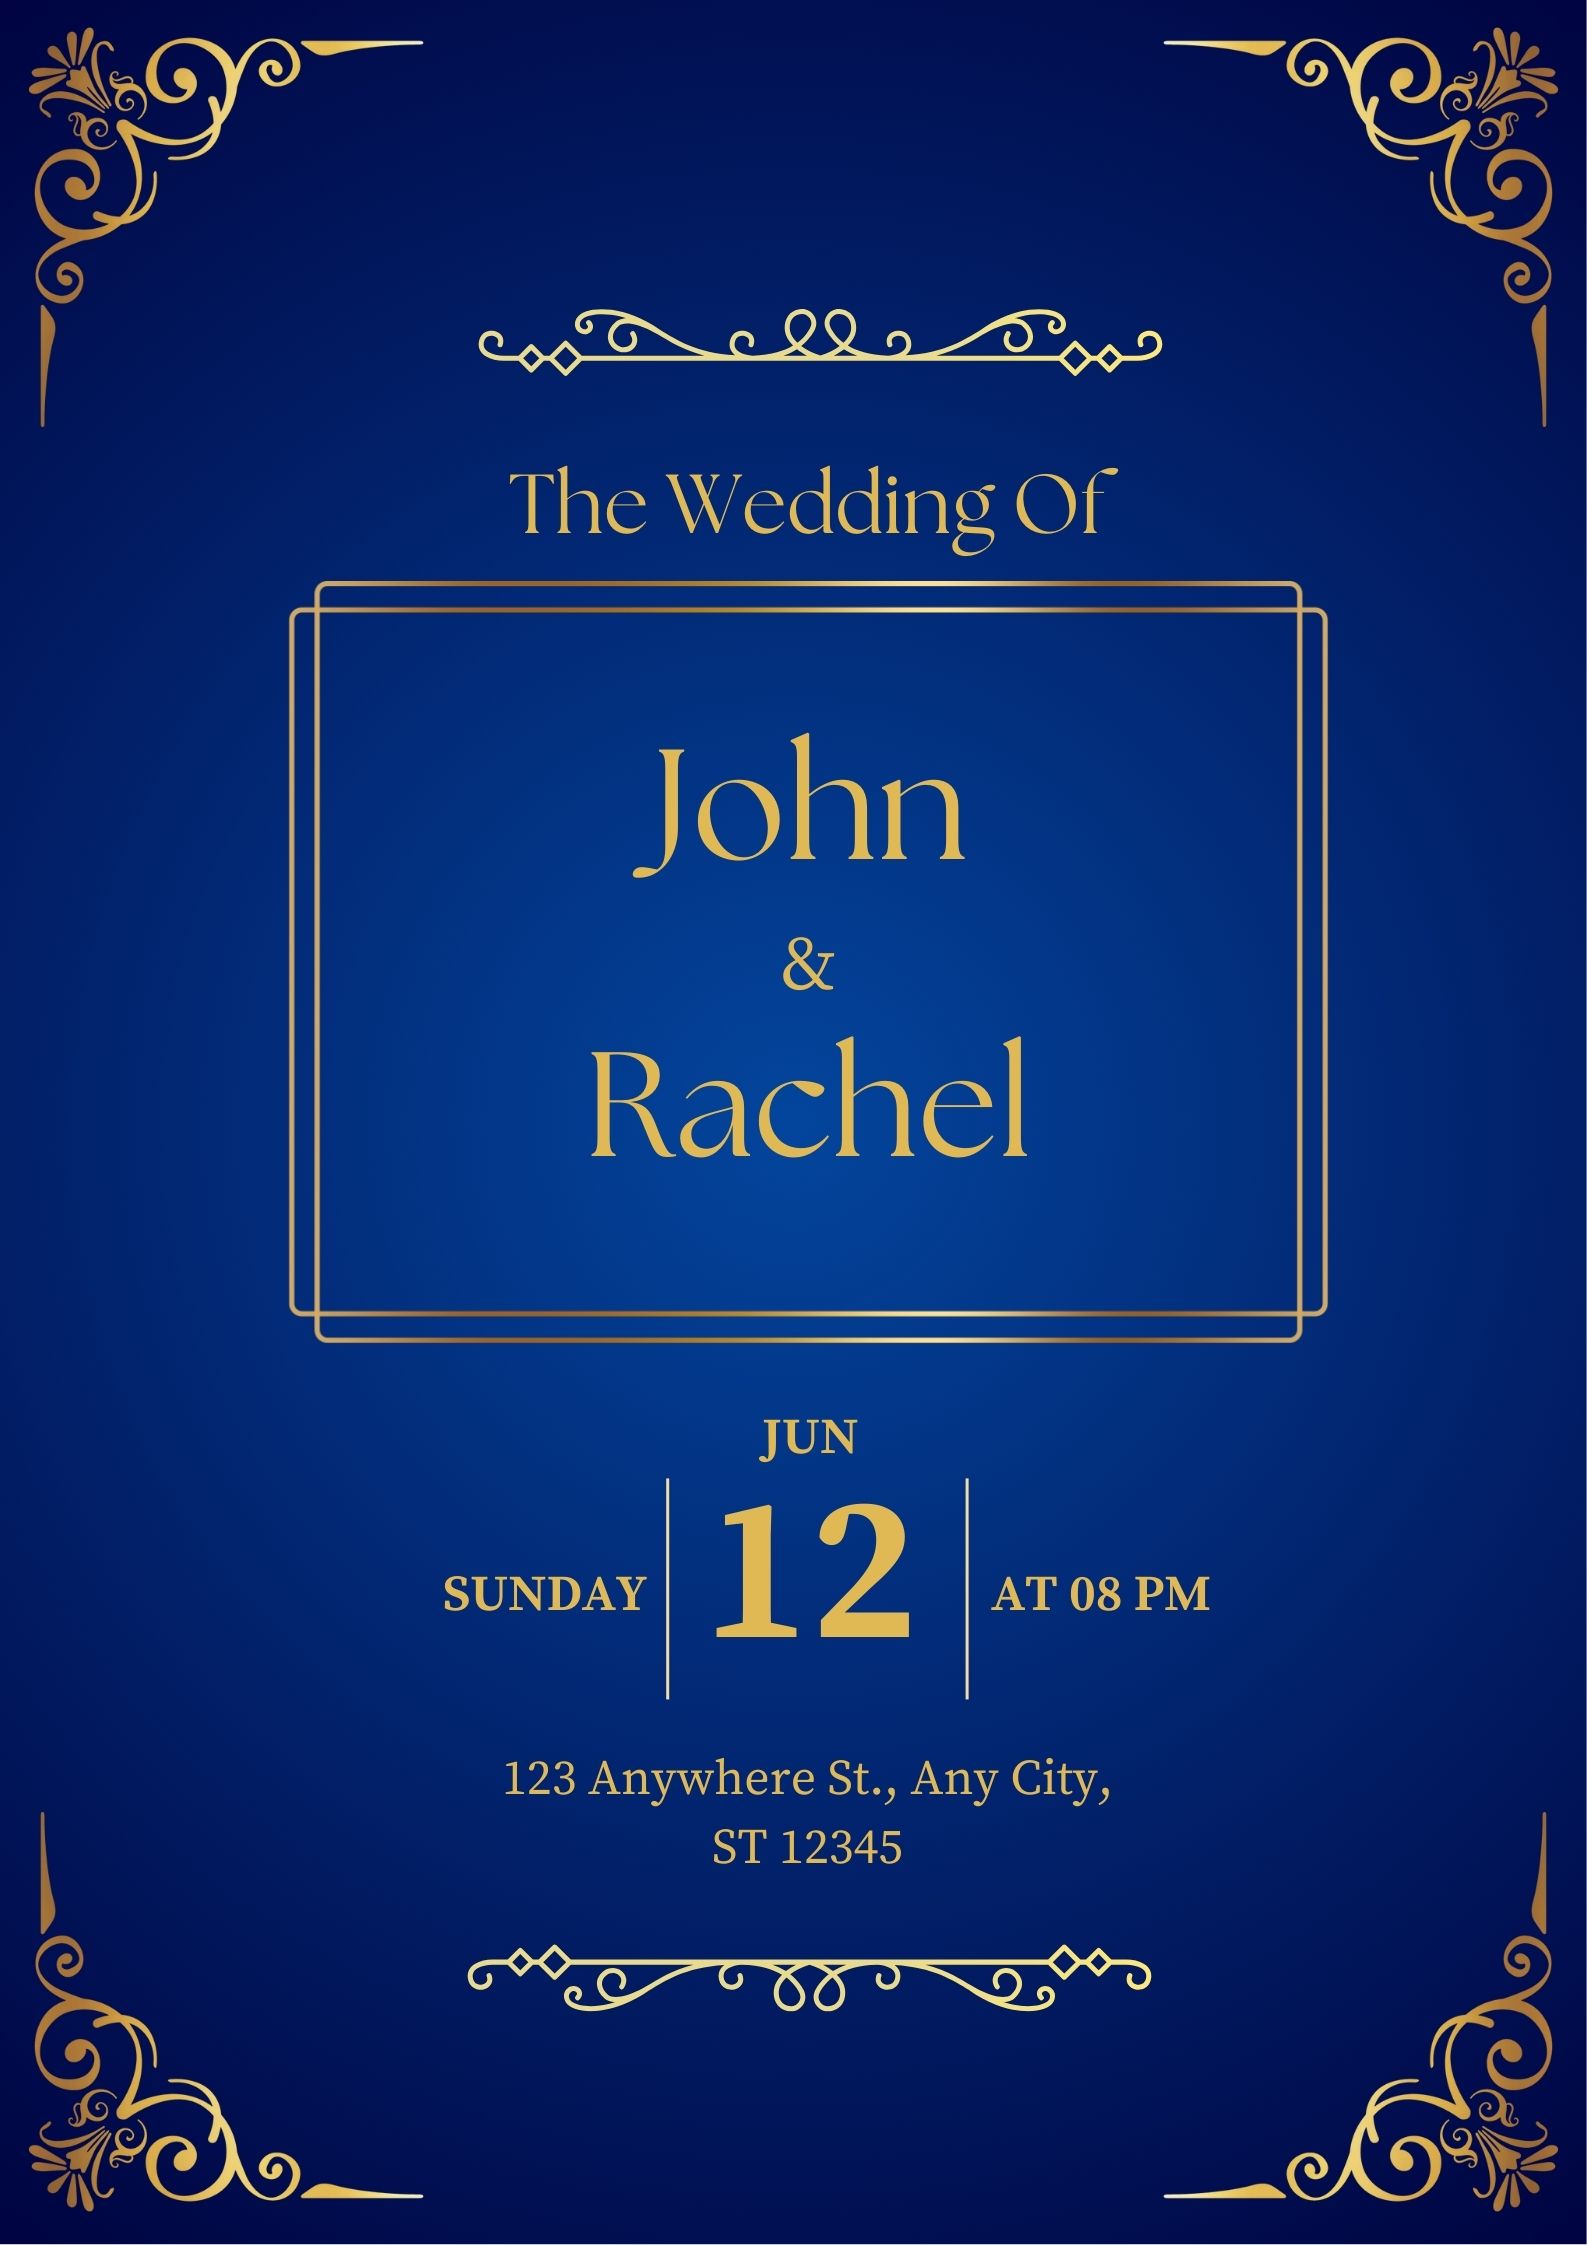 The Wedding Of
John
&
Rachel
JUN
SUNDAY 12 AT 08 PM
123 Anywhere St., Any City,
ST 12345